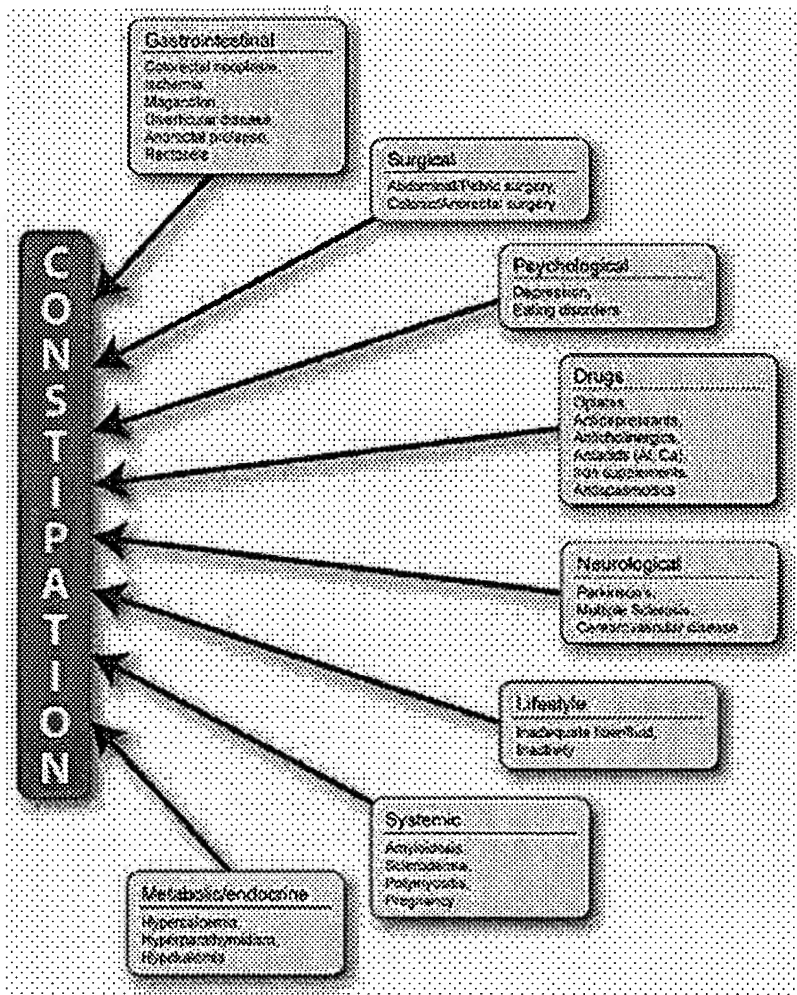 Gastrointestinal
Colorectal neoplasm,
Ischemia,
Megacolon,
Diverticular disease,
Anorectal prolapse,
Rectocele
Surgical
Abdominal/Pelvic surgery,
Colonic/Anorectal surgery
Psychological
Depression,
Eating disorders
Drugs
Opiates,
Antidepressants,
Anticholinergics,
Antacids (Al, Ca),
Iron supplements,
Antispasmodics
CONSTIPATION
Neurological
Parkinson's,
Multiple Sclerosis,
Cerebrovascular disease
Lifestyle
Inadequate fiber/fluid,
Inactivity
Systemic
Amyloidosis,
Scleroderma,
Polymyositis,
Pregnancy
Metabolic/endocrine
Hypercalcemia,
Hyperparathyroidism,